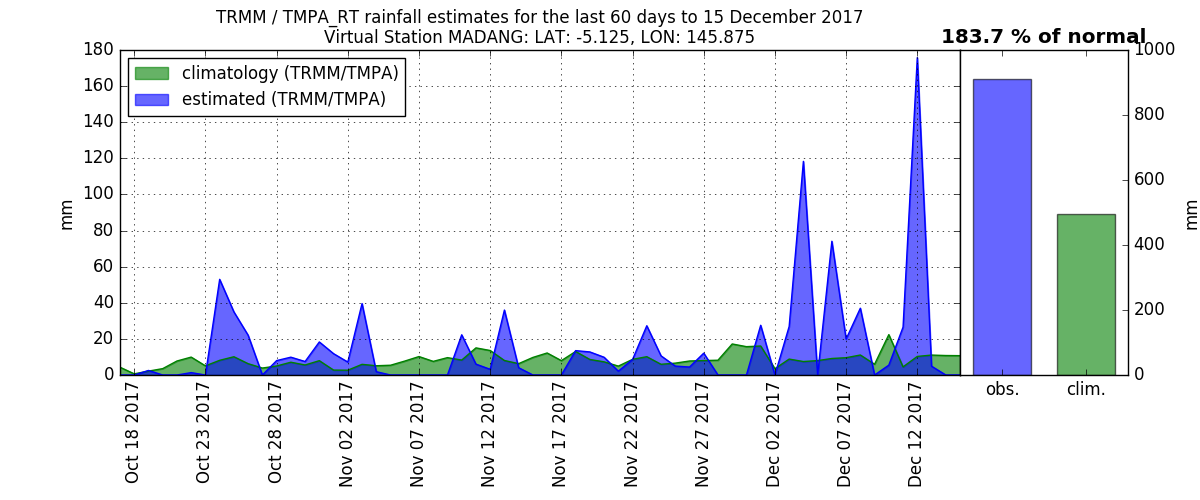 TRMM / TMPA_RT rainfall estimates for the last 60 days to 15 December 2017
Virtual Station MADANG: LAT: -5.125, LON: 145.875
183.7 % of normal
climatology (TRMM/TMPA)
estimated (TRMM/TMPA)
180
160
140
120
100
80
60
40
20
0
mm
1000
800
600
400
200
0
mm
Oct 18 2017
Oct 23 2017
Oct 28 2017
Nov 02 2017
Nov 07 2017
Nov 12 2017
Nov 17 2017
Nov 22 2017
Nov 27 2017
Dec 02 2017
Dec 07 2017
Dec 12 2017
obs.
clim.